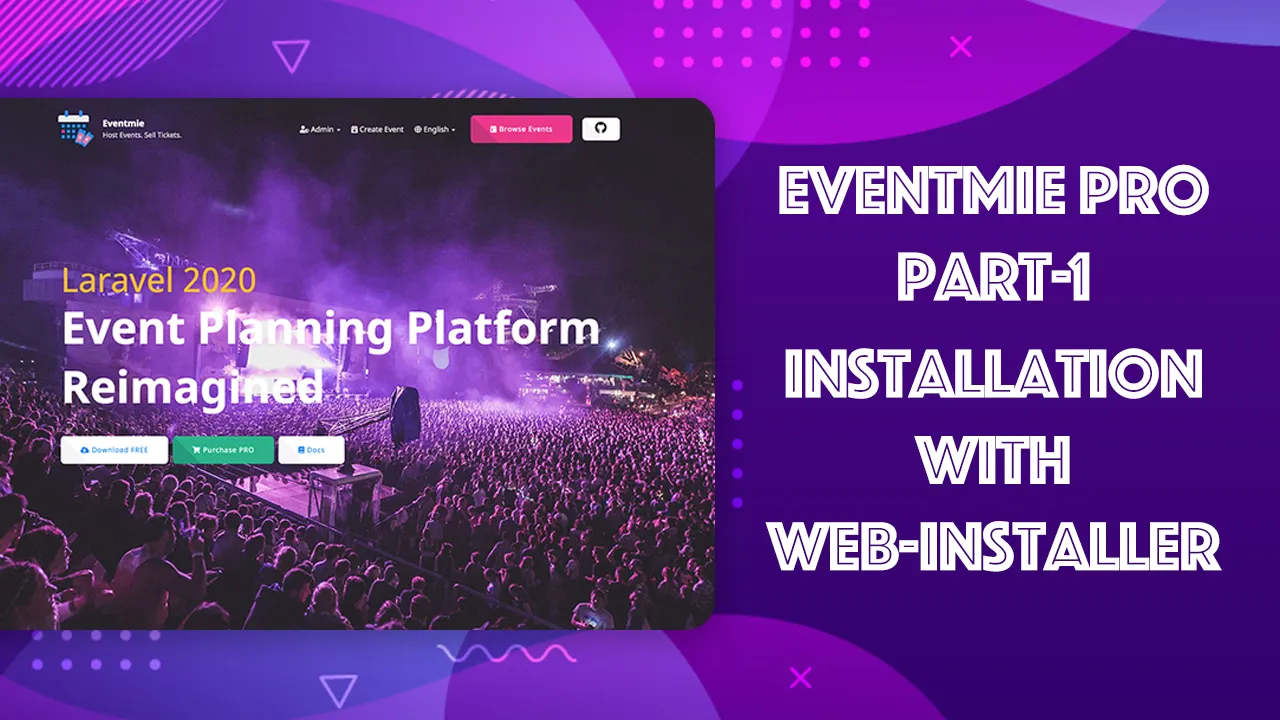 Eventmie
Host Events. Sell Tickets.
Admin
Create Event
English
Browse Events
Laravel 2020
Event Planning Platform
Reimagined
Download FREE
Purchase PRO
Docs
EVENTMIE PRO
PART-1
INSTALLATION
WITH
WEB-INSTALLER